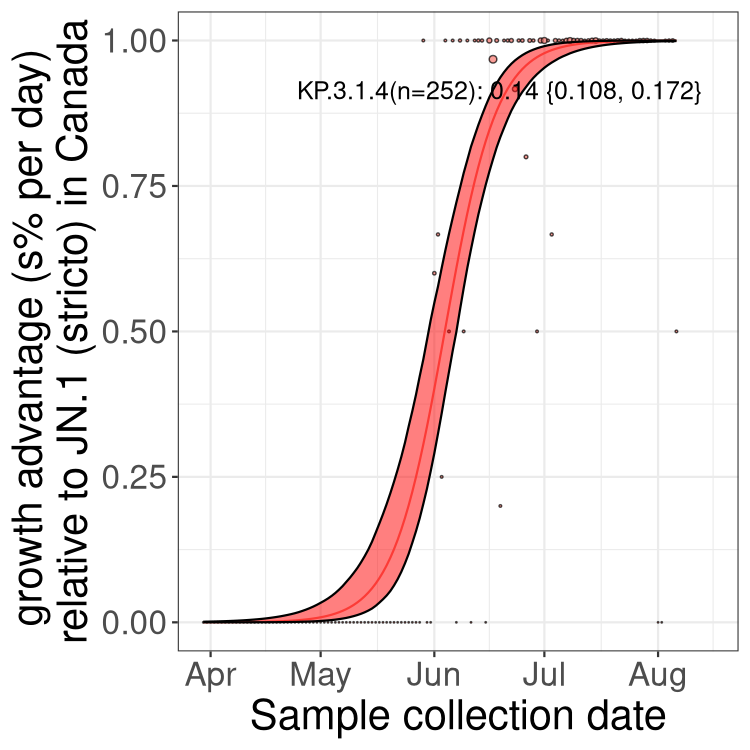 growth advantage (s% per day)
relative to JN.1 (stricto) in Canada
1.00
0.75
0.50
0.25
0.00
KP.3.1.4(n=252): 0.14 {0.108, 0.172}
Apr May Jun Jul Aug
Sample collection date